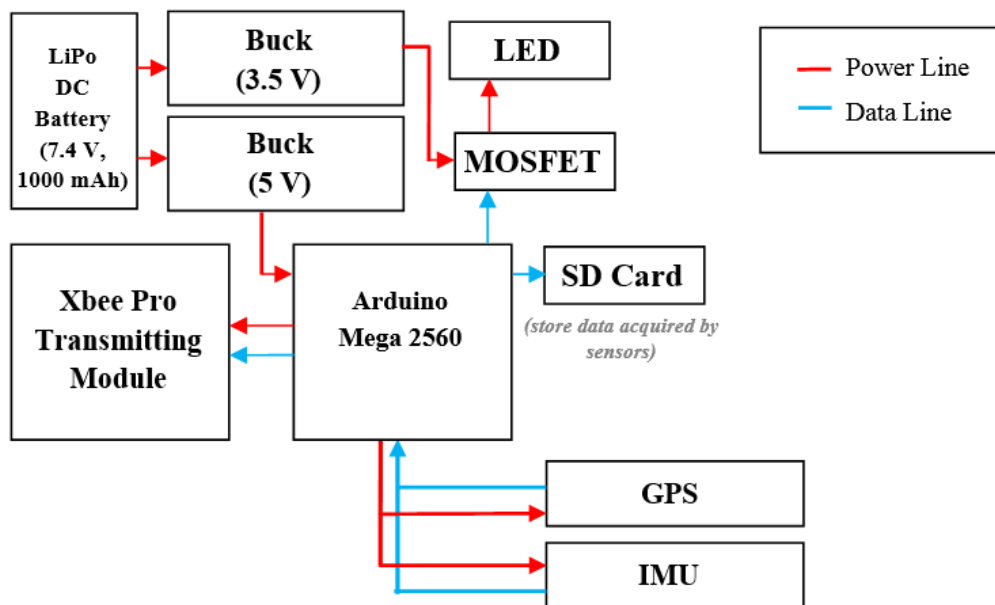 LiPo
DC
Battery
(7.4 V,
1000 mAh)
Buck
(3.5 V)
Buck
(5 V)
LED
MOSFET
Power Line
Data Line
Xbee Pro
Transmitting
Module
Arduino
Mega 2560
SD Card
(store data acquired by
sensors)
GPS
IMU